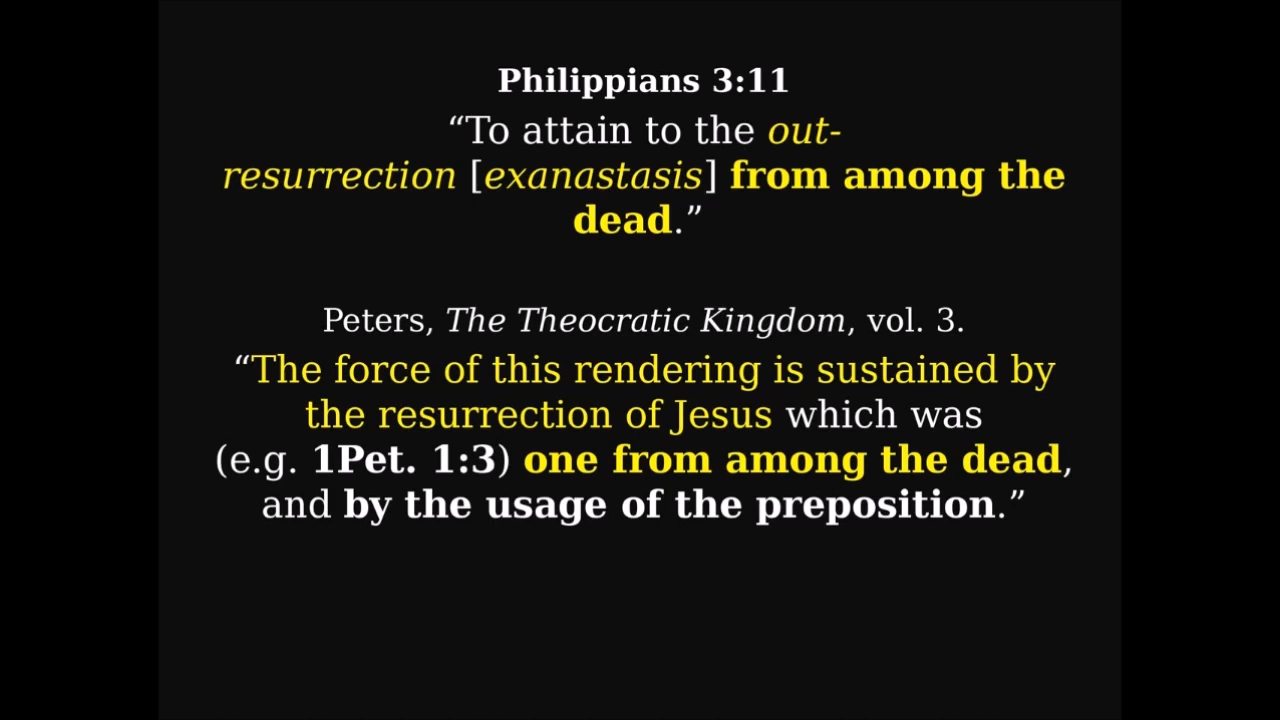 Philippians 3:11
“To attain to the out-
resurrection [exanastasis] from among the
dead.”
Peters, The Theocratic Kingdom, vol. 3.
“The force of this rendering is sustained by
the resurrection of Jesus which was
(e.g. 1Pet. 1:3) one from among the dead,
and by the usage of the preposition.”